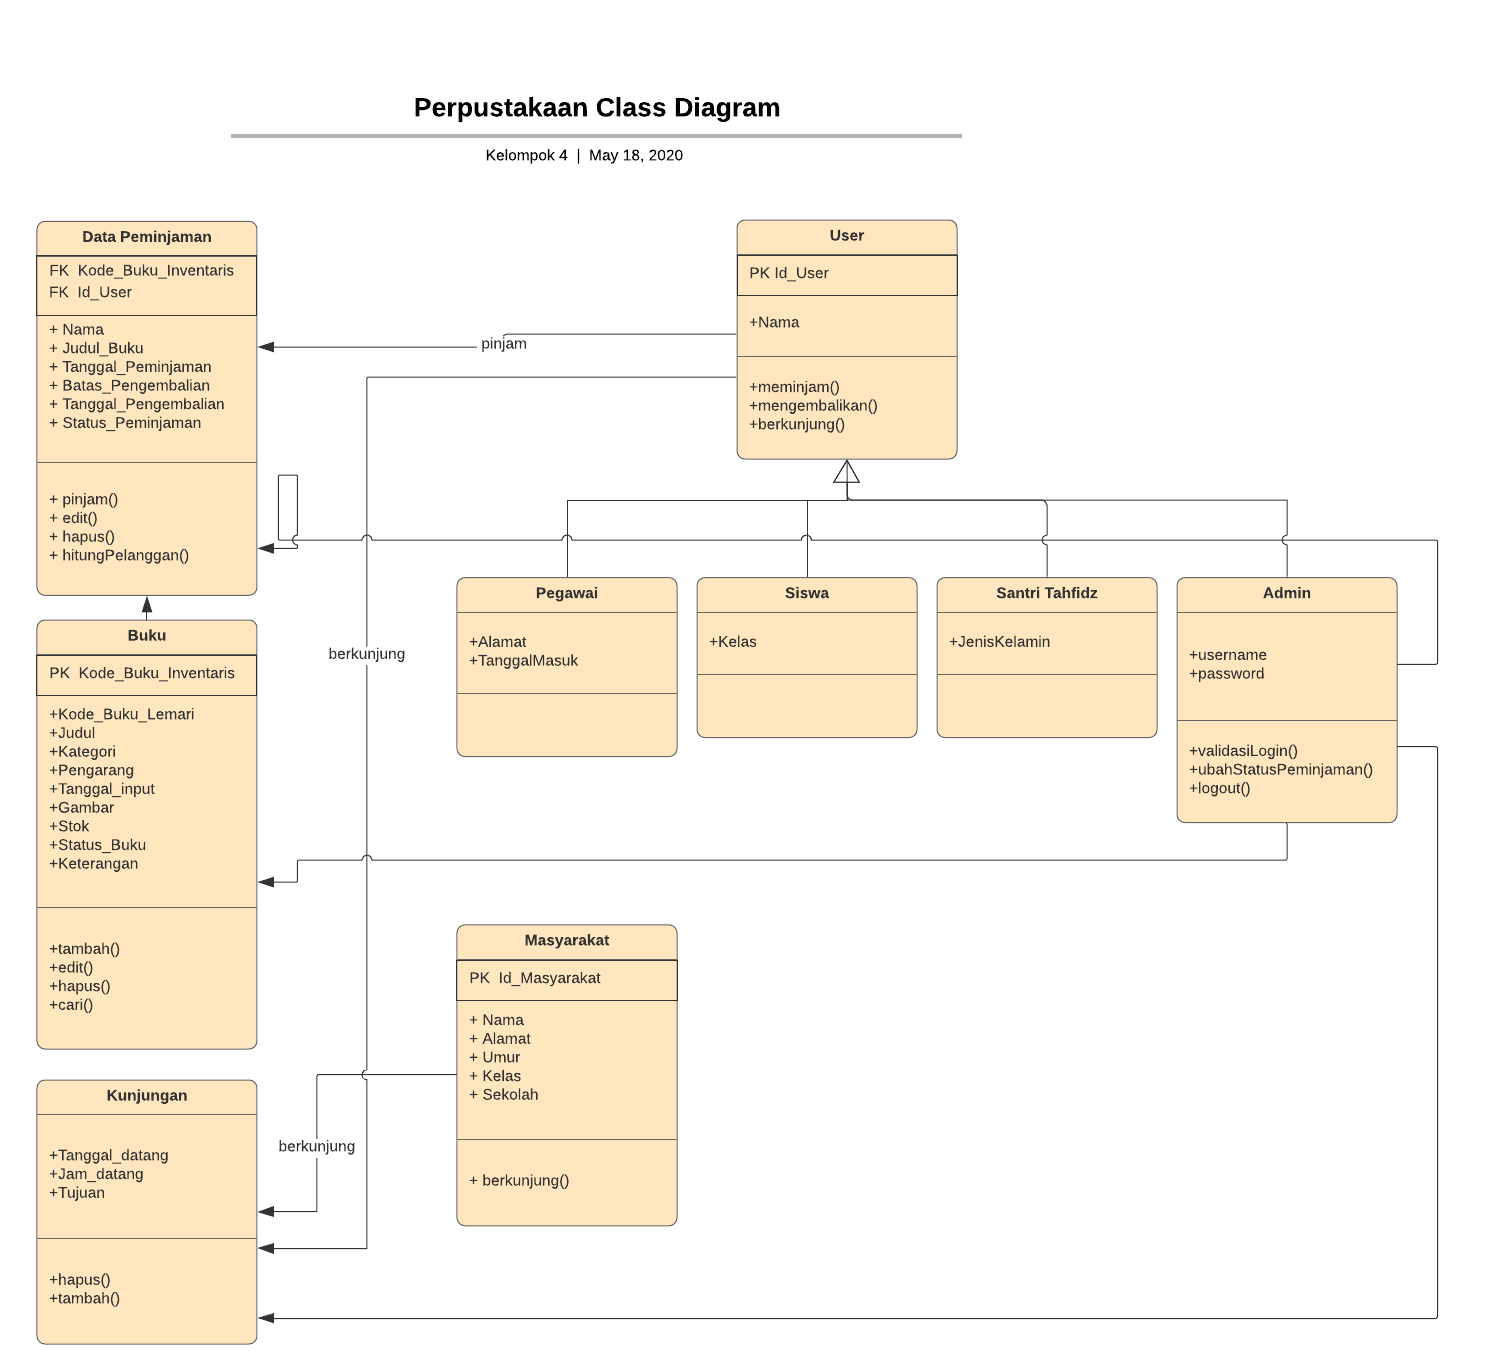 Perpustakaan Class Diagram
Kelompok 4 | May 18, 2020
Data Peminjaman
FK Kode_Buku_Inventaris
FK Id_User
+ Nama
+ Judul_Buku
+ Tanggal_Peminjaman
+ Batas_Pengembalian
+ Tanggal_Pengembalian
+ Status_Peminjaman
+ pinjam()
+ edit()
+ hapus()
+ hitungPelanggan()
User
PK Id_User
+Nama
+meminjam()
+mengembalikan()
+berkunjung()
pinjam
berkunjung
Pegawai
+Alamat
+TanggalMasuk
Siswa
+Kelas
Santri Tahfidz
+JenisKelamin
Admin
+username
+password
+validasiLogin()
+ubahStatusPeminjaman()
+logout()
Buku
PK Kode_Buku_Inventaris
+Kode_Buku_Lemari
+Judul
+Kategori
+Pengarang
+Tanggal_input
+Gambar
+Stok
+Status_Buku
+Keterangan
+tambah()
+edit()
+hapus()
+cari()
Masyarakat
PK Id_Masyarakat
+ Nama
+ Alamat
+ Umur
+ Kelas
+ Sekolah
+ berkunjung()
berkunjung
Kunjungan
+Tanggal_datang
+Jam_datang
+Tujuan
+hapus()
+tambah()